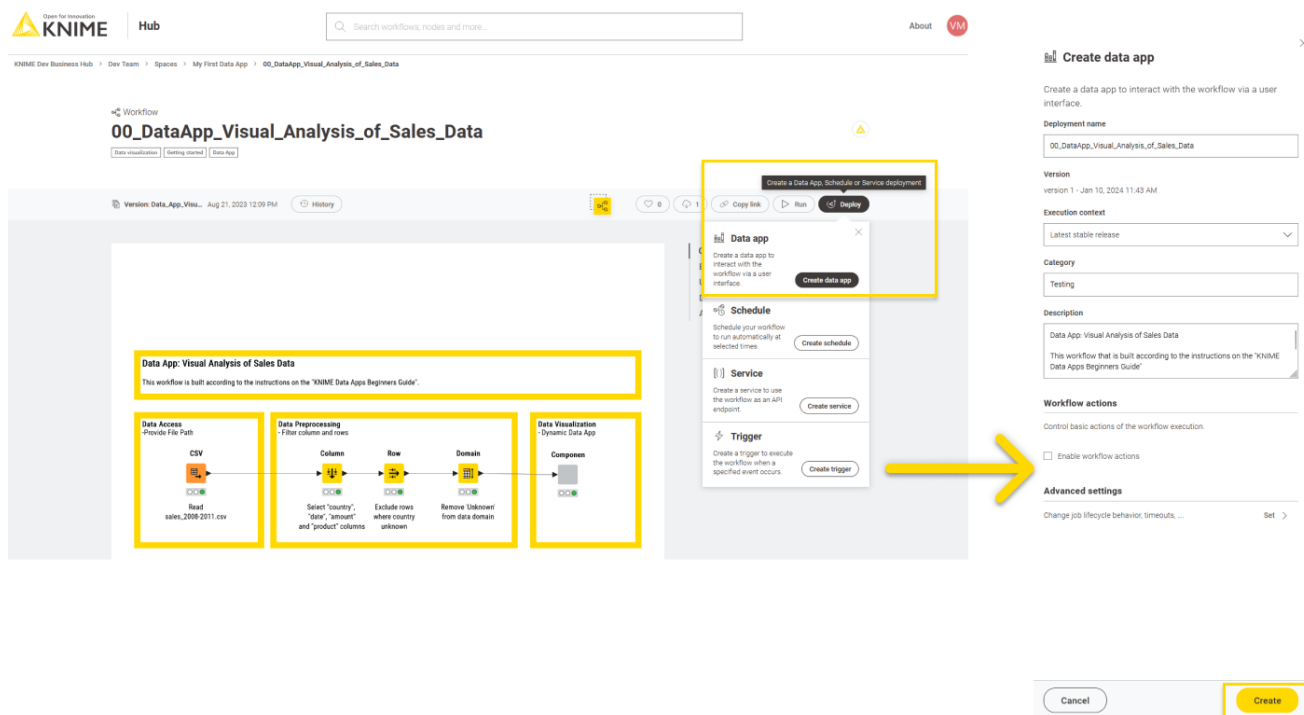 Open for Innovation
KNIME
Hub
Search workflows, nodes and more...
About
VM
KNIME Dev Business Hub > Dev Team > Spaces > My First Data App > 00_DataApp_Visual_Analysis_of_Sales_Data
Workflow
00_DataApp_Visual_Analysis_of_Sales_Data
Data visualization
Getting started
Data App
Create a Data App, Schedule or Service deployment
Version: Data_App_Visu... Aug 21, 2023 12:09 PM
History
0
1
Copy link
Run
Deploy
Data app
Create a data app to
interact with the
workflow via a user
interface.
Create data app
Schedule
Schedule your workflow
to run automatically at
selected times.
Create schedule
Service
Create a service to use
the workflow as an API
endpoint.
Create service
Trigger
Create a trigger to execute
the workflow when a
specified event occurs.
Create trigger
Data App: Visual Analysis of Sales Data
This workflow is built according to the instructions on the "KNIME Data Apps Beginners Guide".
Data Access
-Provide File Path
CSV
Read
sales_2008-2011.csv
Data Preprocessing
- Filter column and rows
Column
Select "country",
"date", "amount"
and "product" columns
Row
Exclude rows
where country
unknown
Domain
Remove 'Unknown'
from data domain
Data Visualization
- Dynamic Data App
Componen
Create data app
Create a data app to interact with the workflow via a user
interface.
Deployment name
00_DataApp_Visual_Analysis_of_Sales_Data
Version
version 1 - Jan 10, 2024 11:43 AM
Execution context
Latest stable release
Category
Testing
Description
Data App: Visual Analysis of Sales Data
This workflow that is built according to the instructions on the "KNIME
Data Apps Beginners Guide"
Workflow actions
Control basic actions of the workflow execution.
Enable workflow actions
Advanced settings
Change job lifecycle behavior, timeouts, ...
Set >
Cancel
Create